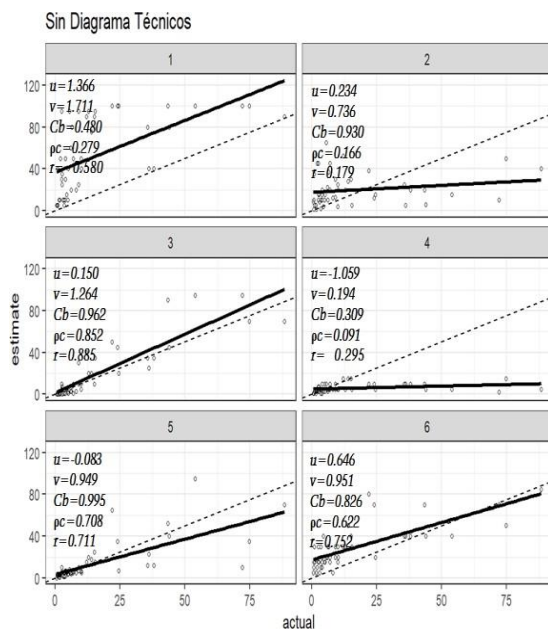 Sin Diagrama Técnicos
1
u=1.366
v=1.711
Cb=0.480
ρc=0.279
r= 0.580
2
u=0.234
v=0.736
Cb=0.930
ρc=0.166
r=0.179
3
u=0.150
v=1.264
Cb=0.962
ρc=0.852
r=0.885
4
u=-1.059
v=0.194
Cb=0.309
ρc=0.091
r= 0.295
5
u=-0.083
v=0.949
Cb=0.995
ρc=0.708
r=0.711
6
u=0.646
v=0.951
Cb=0.826
ρc=0.622
r=0.752
120
80
40
0
120
80
40
0
120
80
40
0
estimate
0 25 50 75 0 25 50 75
actual